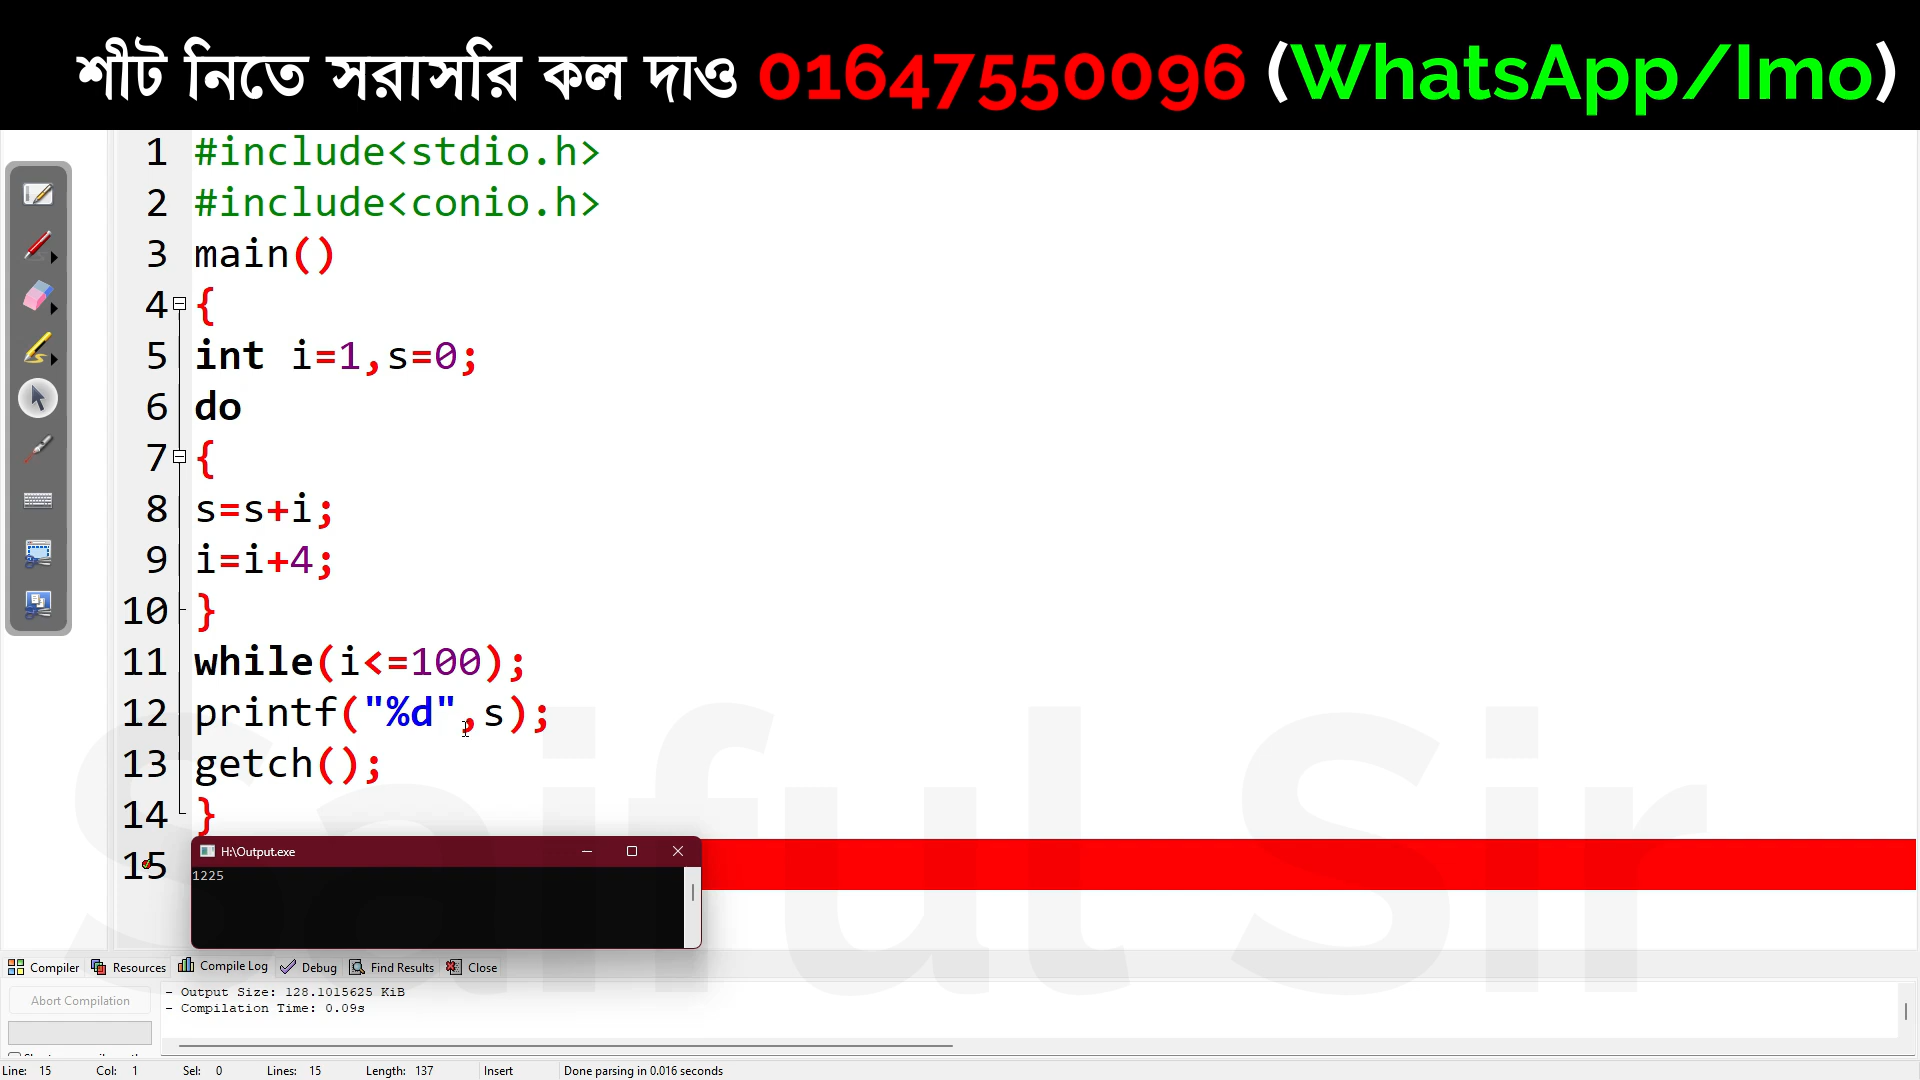 শীট নিতে সরাসরি কল দাও 01647550096 (WhatsApp/Imo)
1 #include<stdio.h>
2 #include<conio.h>
3 main()
4 {
5 int i=1,s=0;
6 do
7 {
8 s=s+i;
9 i=i+4;
10 }
11 while(i<=100);
12 printf("%d",s);
13 getch();
14 }
15
H:\Output.exe
1225
Saiful Sir
Compiler Resources Compile Log Debug Find Results Close
Abort Compilation
- Output Size: 128.1015625 KiB
- Compilation Time: 0.09s
Line: 15 Col: 1 Sel: 0 Lines: 15 Length: 137 Insert Done parsing in 0.016 seconds